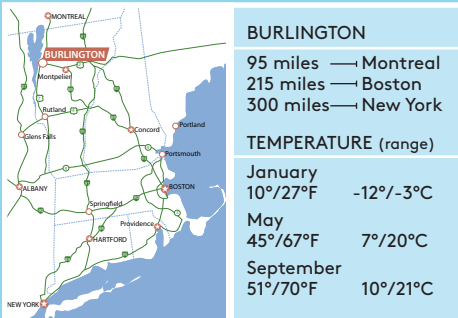 MONTREAL
BURLINGTON
Montpelier
Rutland
Portland
Glens Falls
Concord
Portsmouth
ALBANY
BOSTON
Springfield
Providence
HARTFORD
NEW YORK
BURLINGTON
95 miles Montreal
215 miles Boston
300 miles New York
TEMPERATURE (range)
January
10°/27°F -12°/-3°C
May
45°/67°F 7°/20°C
September
51°/70°F 10°/21°C